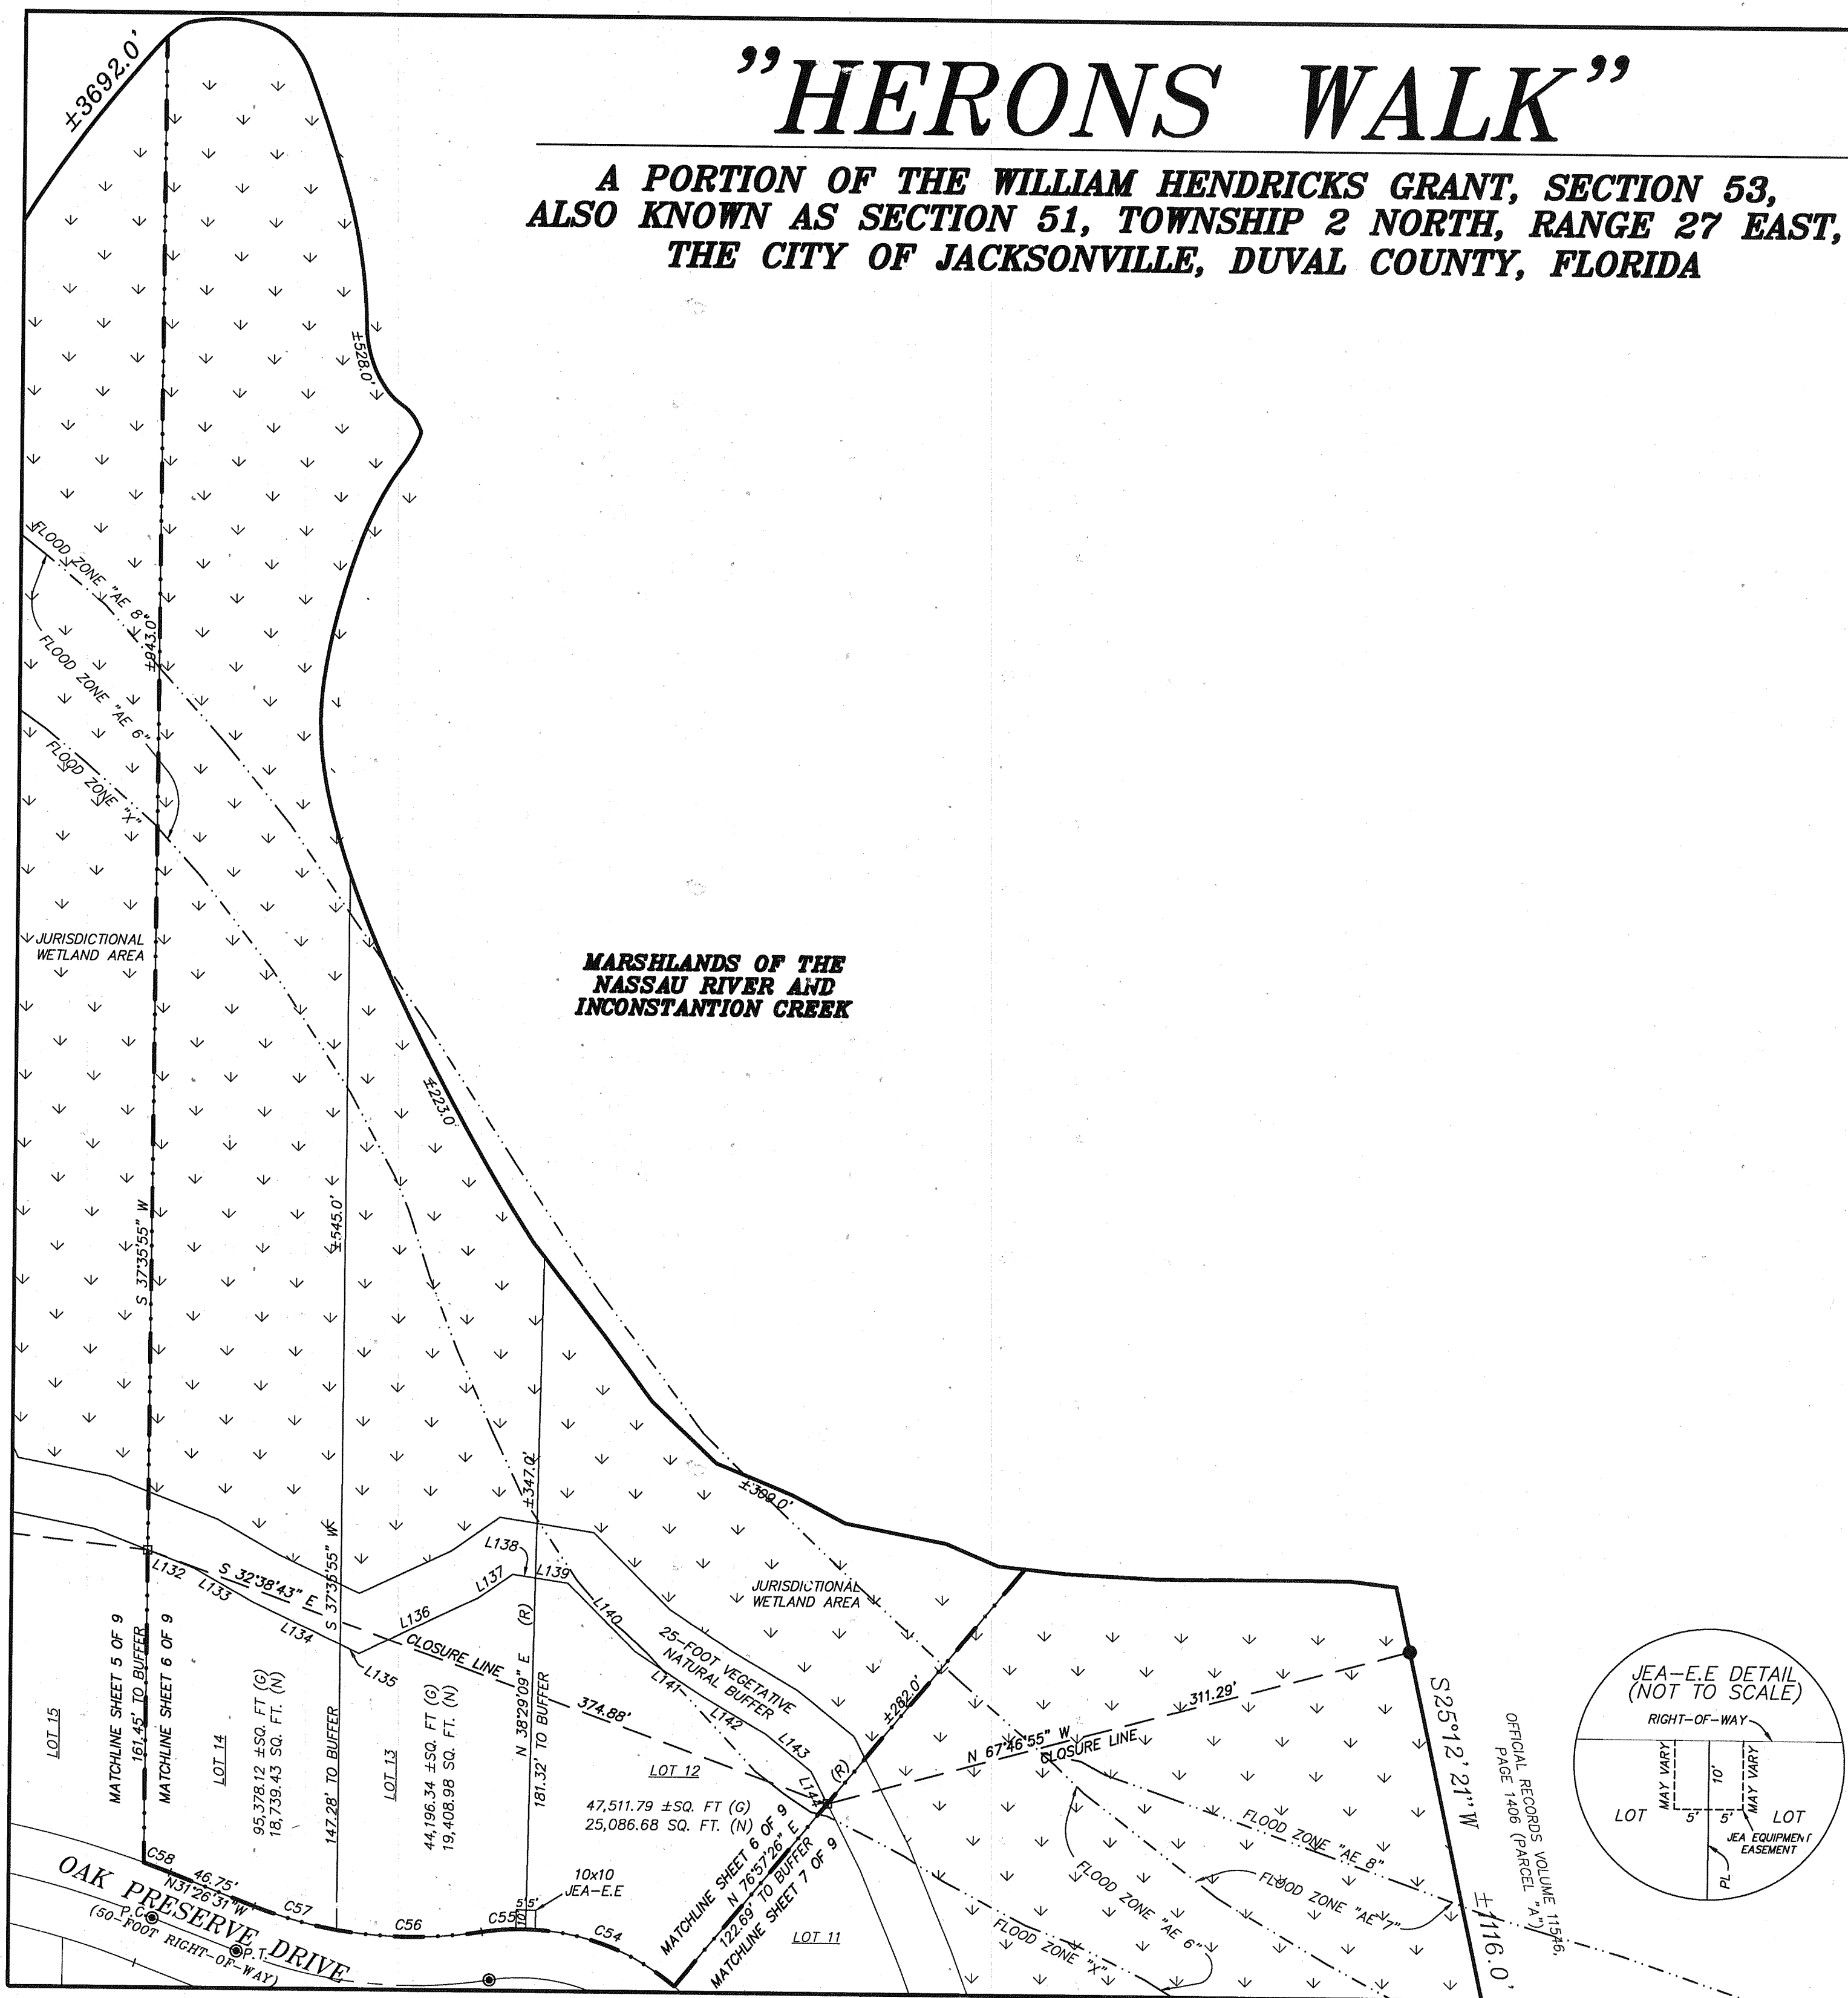 "HERONS WALK"
A PORTION OF THE WILLIAM HENDRICKS GRANT, SECTION 53,
ALSO KNOWN AS SECTION 51, TOWNSHIP 2 NORTH, RANGE 27 EAST,
THE CITY OF JACKSONVILLE, DUVAL COUNTY, FLORIDA
±3692.0'
±528.0'
FLOOD ZONE "AE 8"
±943.0'
FLOOD ZONE "AE 6"
FLOOD ZONE "X"
JURISDICTIONAL
WETLAND AREA
MARSHLANDS OF THE
NASSAU RIVER AND
INCONSTANTION CREEK
±223.0'
S 37°35'55" W
±545.0'
±347.0'
±309.0'
L132
L133
S 32°38'43" E
L134
S 37°35'55" W
L135
L136
L137
L138
L139
L140
L141
L142
L143
L144
CLOSURE LINE
374.88'
25-FOOT VEGETATIVE
NATURAL BUFFER
JURISDICTIONAL
WETLAND AREA
±282.0'
(R)
N 67°46'55" W
311.29'
CLOSURE LINE
LOT 15
MATCHLINE SHEET 5 OF 9
161.45' TO BUFFER
MATCHLINE SHEET 6 OF 9
LOT 14
95,378.12 ±SQ. FT (G)
18,739.43 SQ. FT. (N)
147.28' TO BUFFER
LOT 13
44,196.34 ±SQ. FT (G)
19,408.98 SQ. FT. (N)
N 38°29'09" E (R)
181.32' TO BUFFER
LOT 12
47,511.79 ±SQ. FT (G)
25,086.68 SQ. FT. (N)
MATCHLINE SHEET 6 OF 9
N 76°57'26" E
122.69' TO BUFFER
MATCHLINE SHEET 7 OF 9
LOT 11
C58
46.75'
N31°26'31"W
C57
C56
C55
C54
5'
5'
10'
10x10
JEA-E.E
OAK PRESERVE DRIVE
(50-FOOT RIGHT-OF-WAY)
P.C.
P.T.
FLOOD ZONE "AE 8"
FLOOD ZONE "AE 7"
FLOOD ZONE "AE 6"
FLOOD ZONE "X"
S25°12'21"W
±1116.0'
OFFICIAL RECORDS VOLUME 11546,
PAGE 1406 (PARCEL "A")
JEA-E.E DETAIL
(NOT TO SCALE)
RIGHT-OF-WAY
MAY VARY
10'
MAY VARY
LOT
5'
5'
LOT
JEA EQUIPMENT
EASEMENT
PL